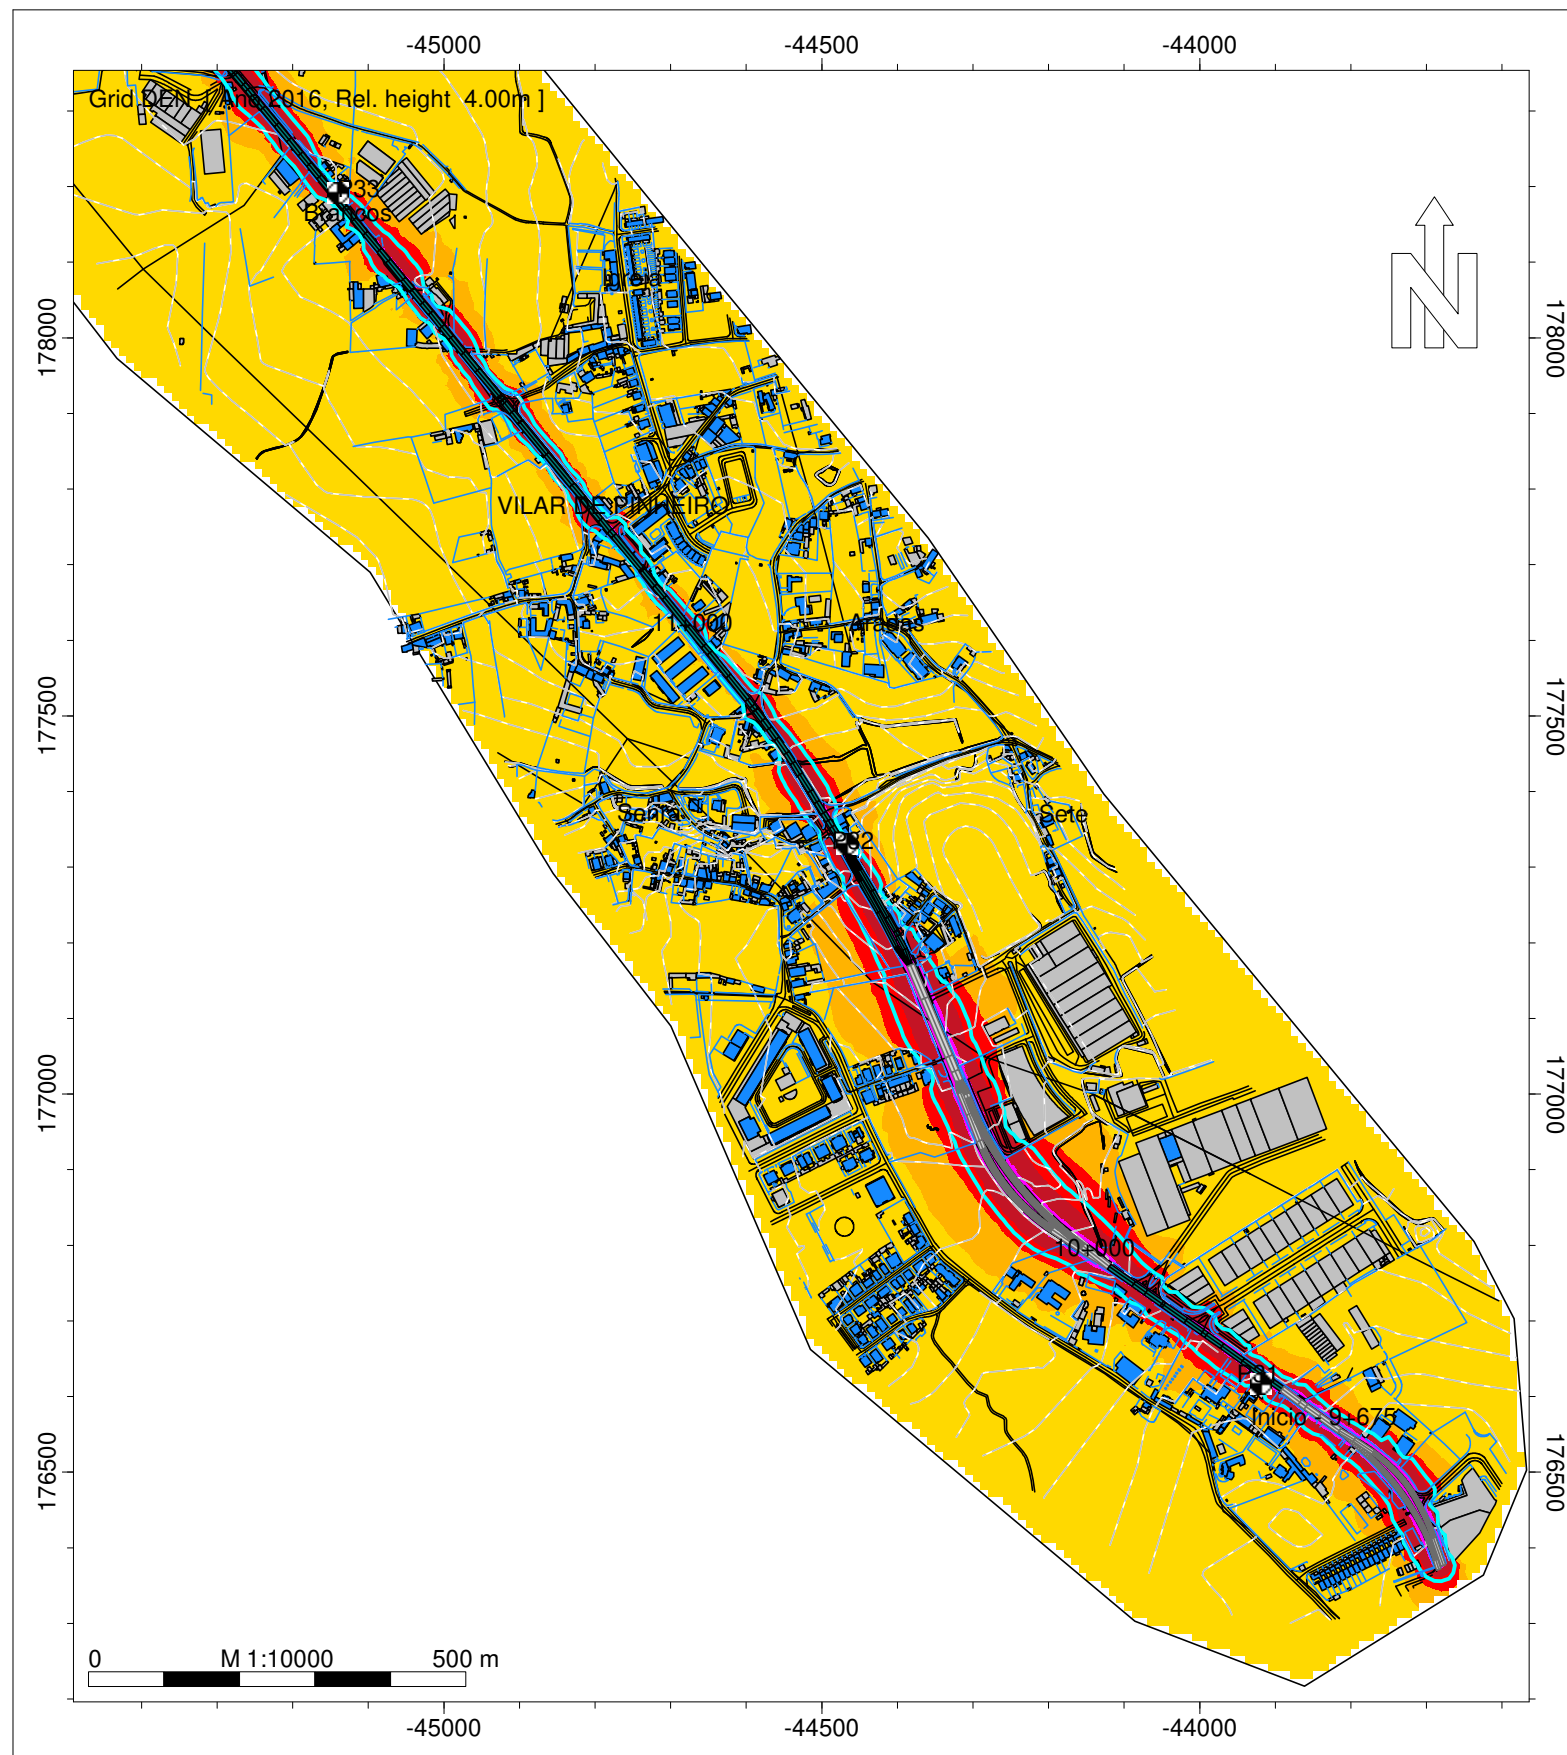 -45000 -44500 -44000
Grid DEN [ Ano 2016, Rel. height 4.00m ]
P33
Brancos
Igreja
178000 178000
VILAR DE PINHEIRO
11+000 Aradas
177500 177500
Senra Sete
P32
177000 177000
10+000
P31
Inicio - 9+675
176500 176500
0 M 1:10000 500 m
-45000 -44500 -44000
N